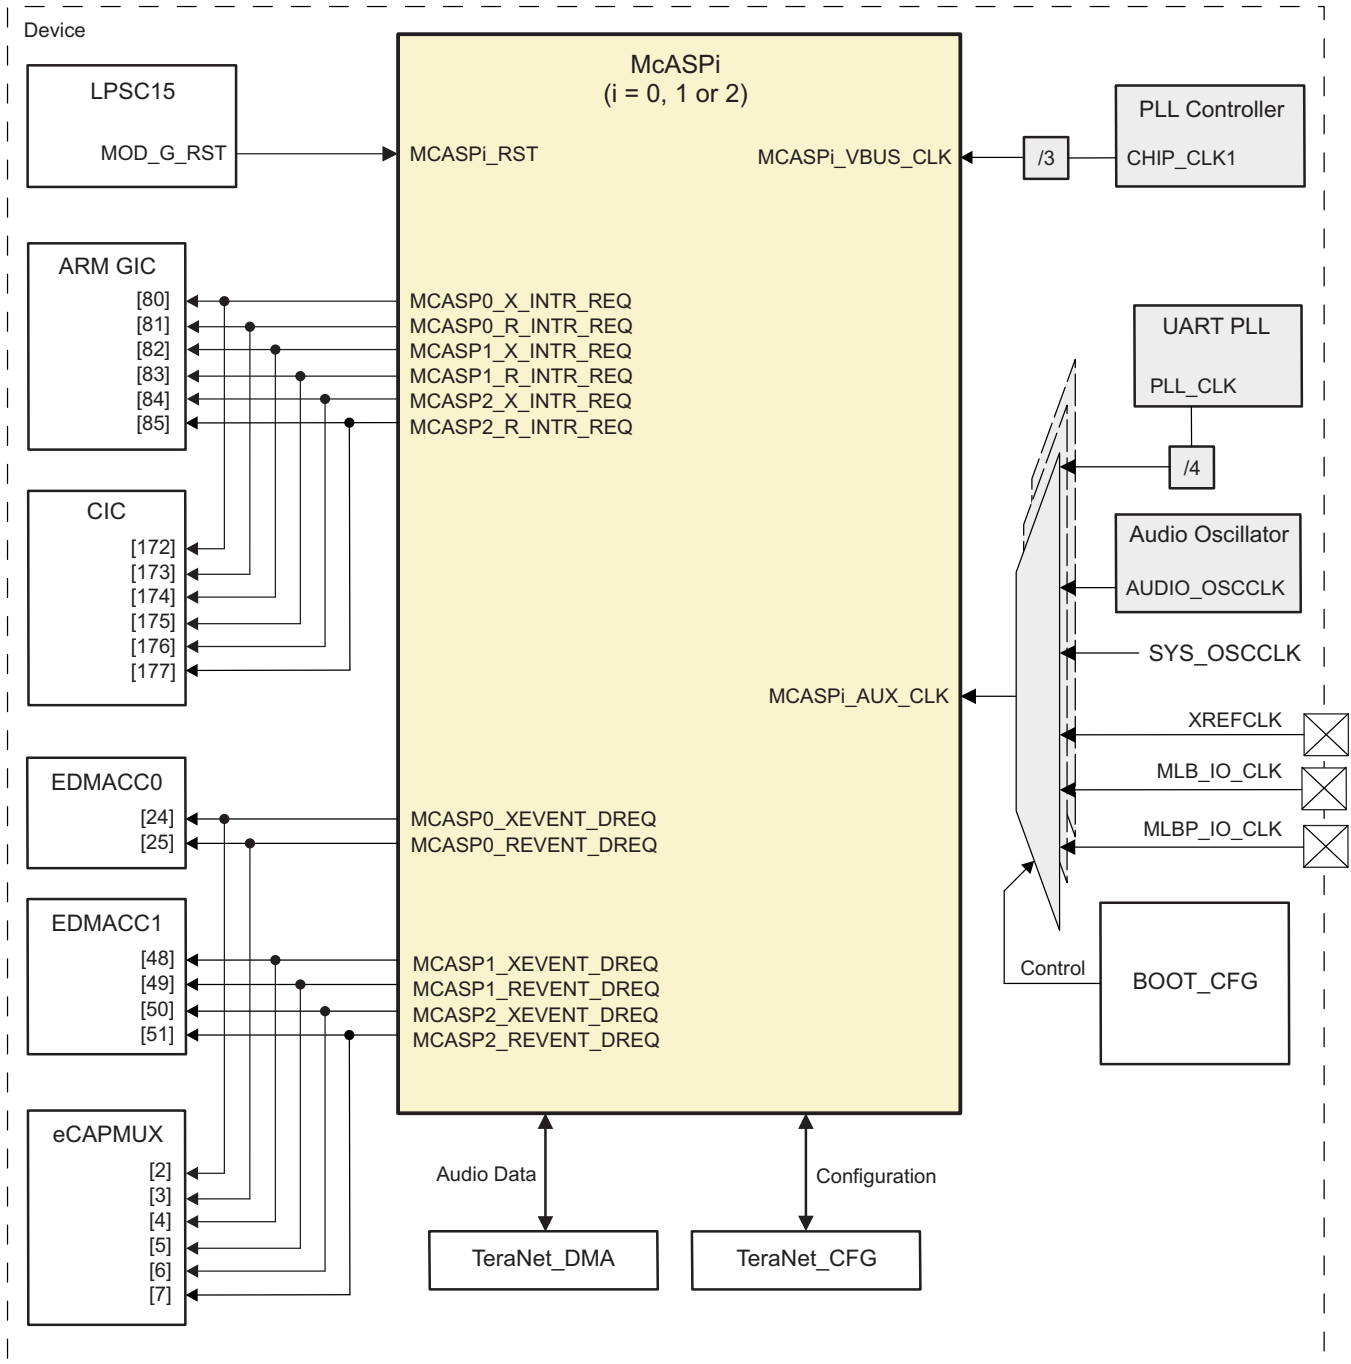 Device
LPSC15
MOD_G_RST
ARM GIC
[80]
[81]
[82]
[83]
[84]
[85]
CIC
[172]
[173]
[174]
[175]
[176]
[177]
EDMACC0
[24]
[25]
EDMACC1
[48]
[49]
[50]
[51]
eCAPMUX
[2]
[3]
[4]
[5]
[6]
[7]
McASPi
(i = 0, 1 or 2)
MCASPi_RST
MCASPi_VBUS_CLK
MCASP0_X_INTR_REQ
MCASP0_R_INTR_REQ
MCASP1_X_INTR_REQ
MCASP1_R_INTR_REQ
MCASP2_X_INTR_REQ
MCASP2_R_INTR_REQ
MCASPi_AUX_CLK
MCASP0_XEVENT_DREQ
MCASP0_REVENT_DREQ
MCASP1_XEVENT_DREQ
MCASP1_REVENT_DREQ
MCASP2_XEVENT_DREQ
MCASP2_REVENT_DREQ
Audio Data
Configuration
TeraNet_DMA
TeraNet_CFG
/3
PLL Controller
CHIP_CLK1
UART PLL
PLL_CLK
/4
Audio Oscillator
AUDIO_OSCCLK
SYS_OSCCLK
XREFCLK
MLB_IO_CLK
MLBP_IO_CLK
Control
BOOT_CFG